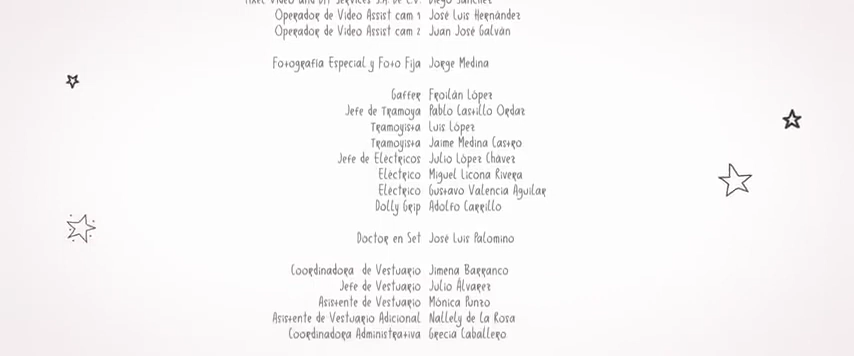 Operador de Video Assist cam 1 José Luis Hernández
Operador de Video Assist cam 2 Juan José Galván
Fotografía Especial y Foto Fija Jorge Medina
Gaffer Froilán López
Jefe de Tramoya Pablo Castillo Ordaz
Tramoyista Luis López
Tramoyista Jaime Medina Castro
Jefe de Eléctricos Julio López Chávez
Eléctrico Miguel Licona Rivera
Eléctrico Gustavo Valencia Aguilar
Dolly Grip Adolfo Carrillo
Doctor en Set José Luis Palomino
Coordinadora de Vestuario Jimena Barranco
Jefe de Vestuario Julio Álvarez
Asistente de Vestuario Mónica Punzo
Asistente de Vestuario Adicional Nallely de La Rosa
Coordinadora Administrativa Grecia Caballero